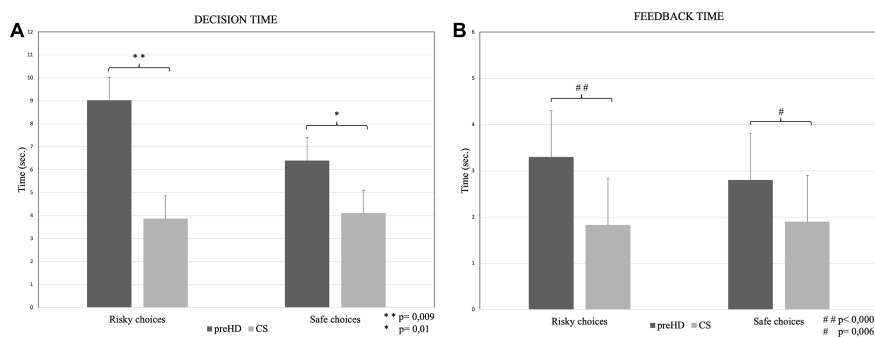 DECISION TIME
A
12
11
10
9
8
7
6
5
4
3
2
1
0
Time (sec.)
* *
*
Risky choices
Safe choices
preHD CS
* * p= 0,009
* p= 0,01
FEEDBACK TIME
B
6
5
4
3
2
1
0
Time (sec.)
# #
#
Risky choices
Safe choices
preHD CS
# # p< 0,000
# p= 0,006